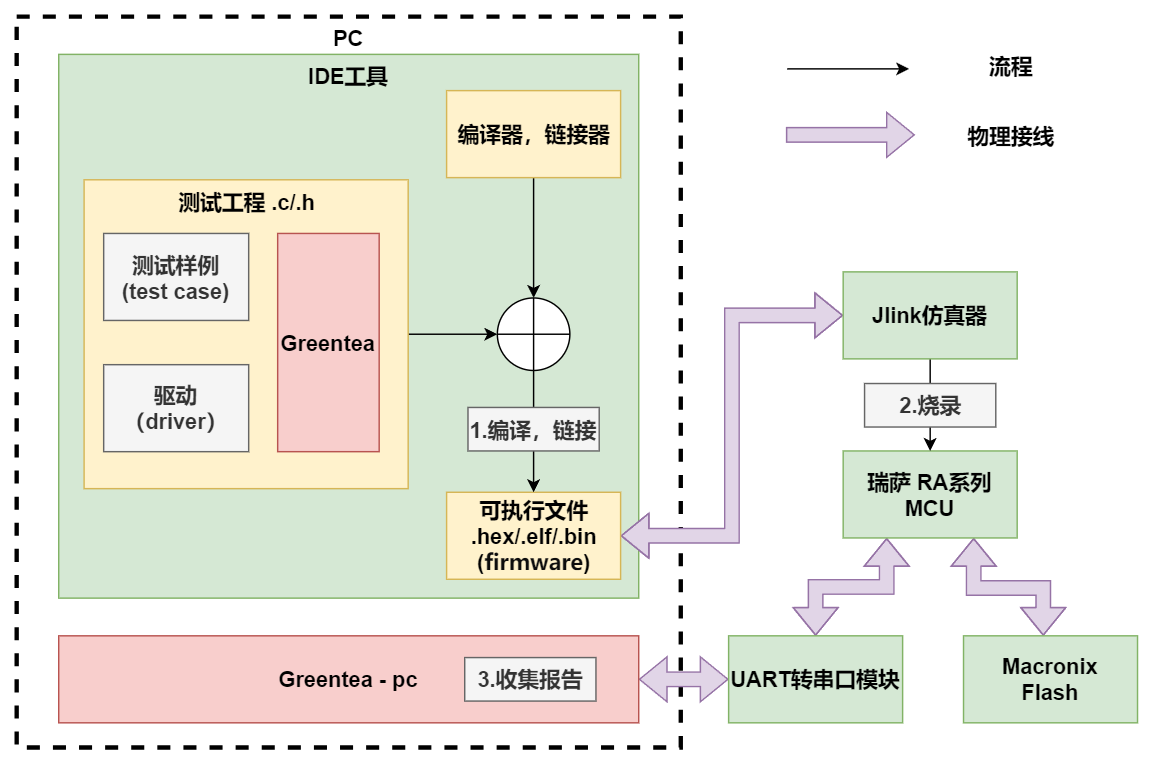 PC
IDE工具
编译器，链接器
测试工程 .c/.h
测试样例
(test case)
Greentea
驱动
（driver）
1.编译，链接
可执行文件
.hex/.elf/.bin
(firmware)
Greentea - pc
3.收集报告
流程
物理接线
Jlink仿真器
2.烧录
瑞萨 RA系列
MCU
UART转串口模块
Macronix
Flash